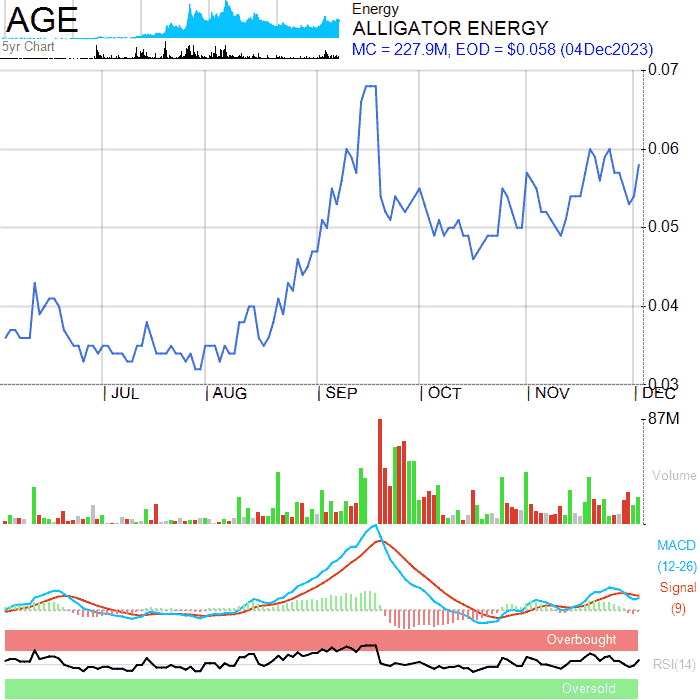 AGE
5yr Chart
Energy
ALLIGATOR ENERGY
MC = 227.9M, EOD = $0.058 (04Dec2023)
0.07
0.06
0.05
0.04
0.03
JUL
AUG
SEP
OCT
NOV
DEC
87M
Volume
MACD
(12-26)
Signal
(9)
Overbought
RSI(14)
Oversold